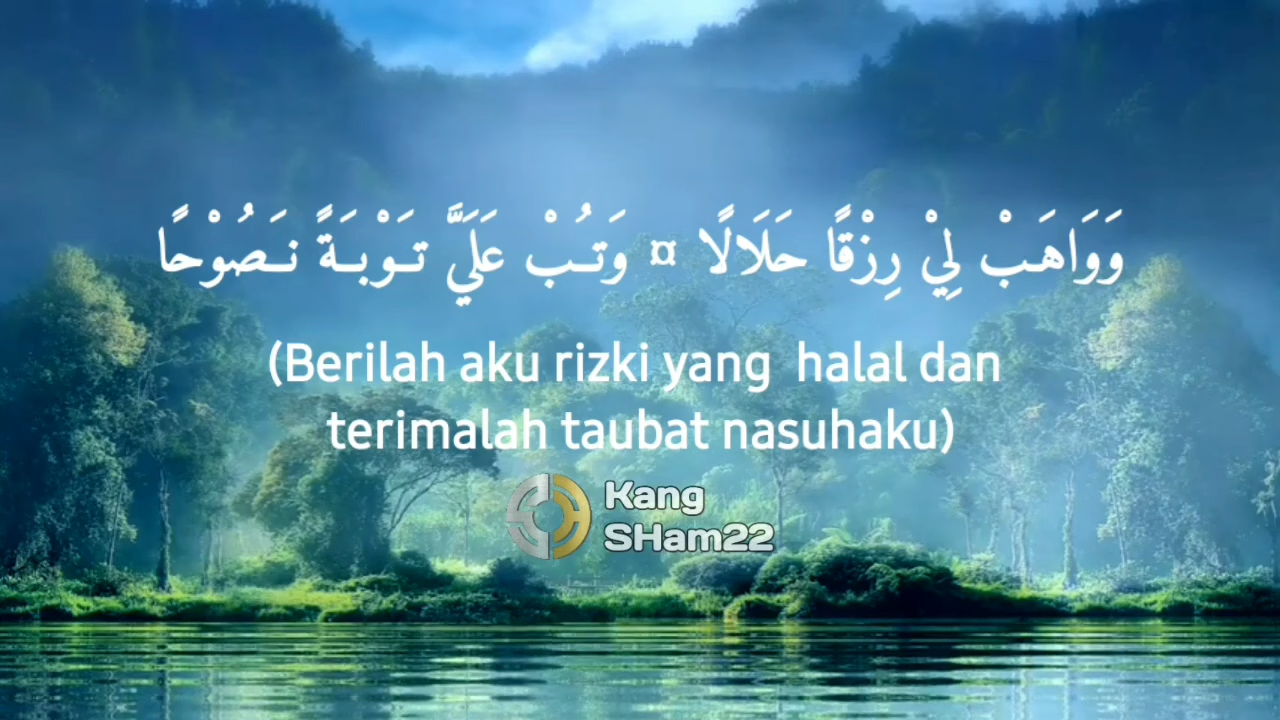 وَوَاهَبْ لِيْ رِزْقًا حَلَالًا ¤ وَتُبْ عَلَيَّ تَوْبَةً نَصُوْحًا
(Berilah aku rizki yang halal dan
terimalah taubat nasuhaku)
Kang
SHam22